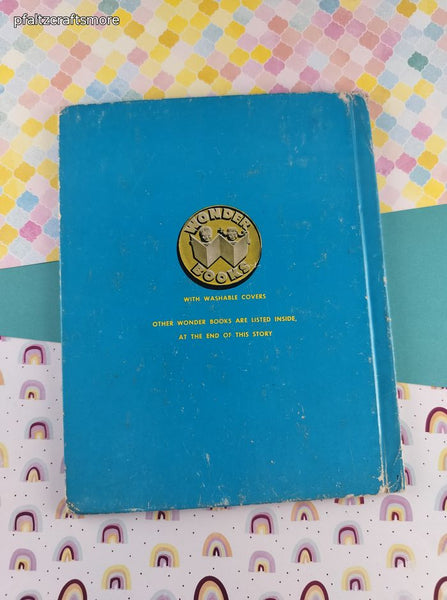 pfaltzcraftsmore
WONDER
BOOKS
WITH WASHABLE COVERS
OTHER WONDER BOOKS ARE LISTED INSIDE,
AT THE END OF THIS STORY